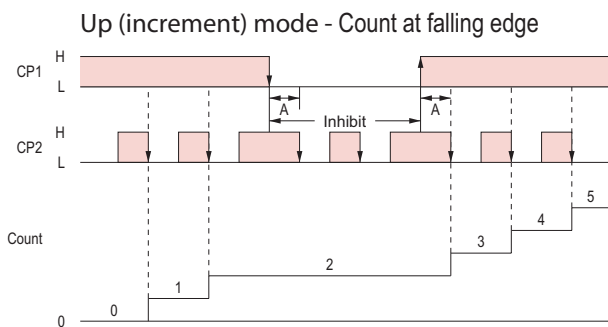 Up (increment) mode - Count at falling edge
H
CP1
L
A
A
Inhibit
H
CP2
L
5
4
3
Count
2
1
0
0